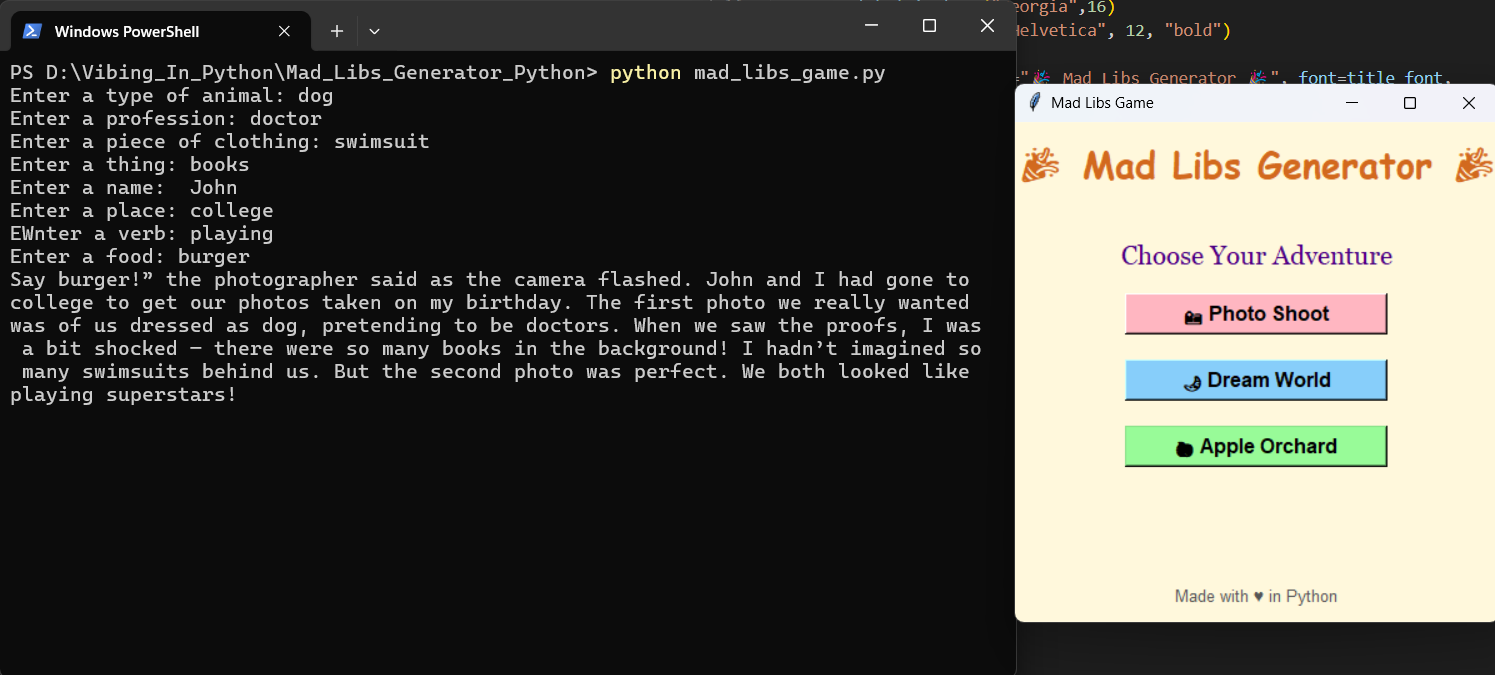 Windows PowerShell
PS D:\Vibing_In_Python\Mad_Libs_Generator_Python> python mad_libs_game.py
Enter a type of animal: dog
Enter a profession: doctor
Enter a piece of clothing: swimsuit
Enter a thing: books
Enter a name:  John
Enter a place: college
EWnter a verb: playing
Enter a food: burger
Say burger!” the photographer said as the camera flashed. John and I had gone to
college to get our photos taken on my birthday. The first photo we really wanted
was of us dressed as dog, pretending to be doctors. When we saw the proofs, I was
 a bit shocked — there were so many books in the background! I hadn’t imagined so
 many swimsuits behind us. But the second photo was perfect. We both looked like
playing superstars!
eorgia",16)
elvetica", 12, "bold")
="🎉 Mad Libs Generator 🎉", font=title_font,
Mad Libs Game
🎉 Mad Libs Generator 🎉
Choose Your Adventure
📸 Photo Shoot
🌙 Dream World
🍎 Apple Orchard
Made with ♥ in Python